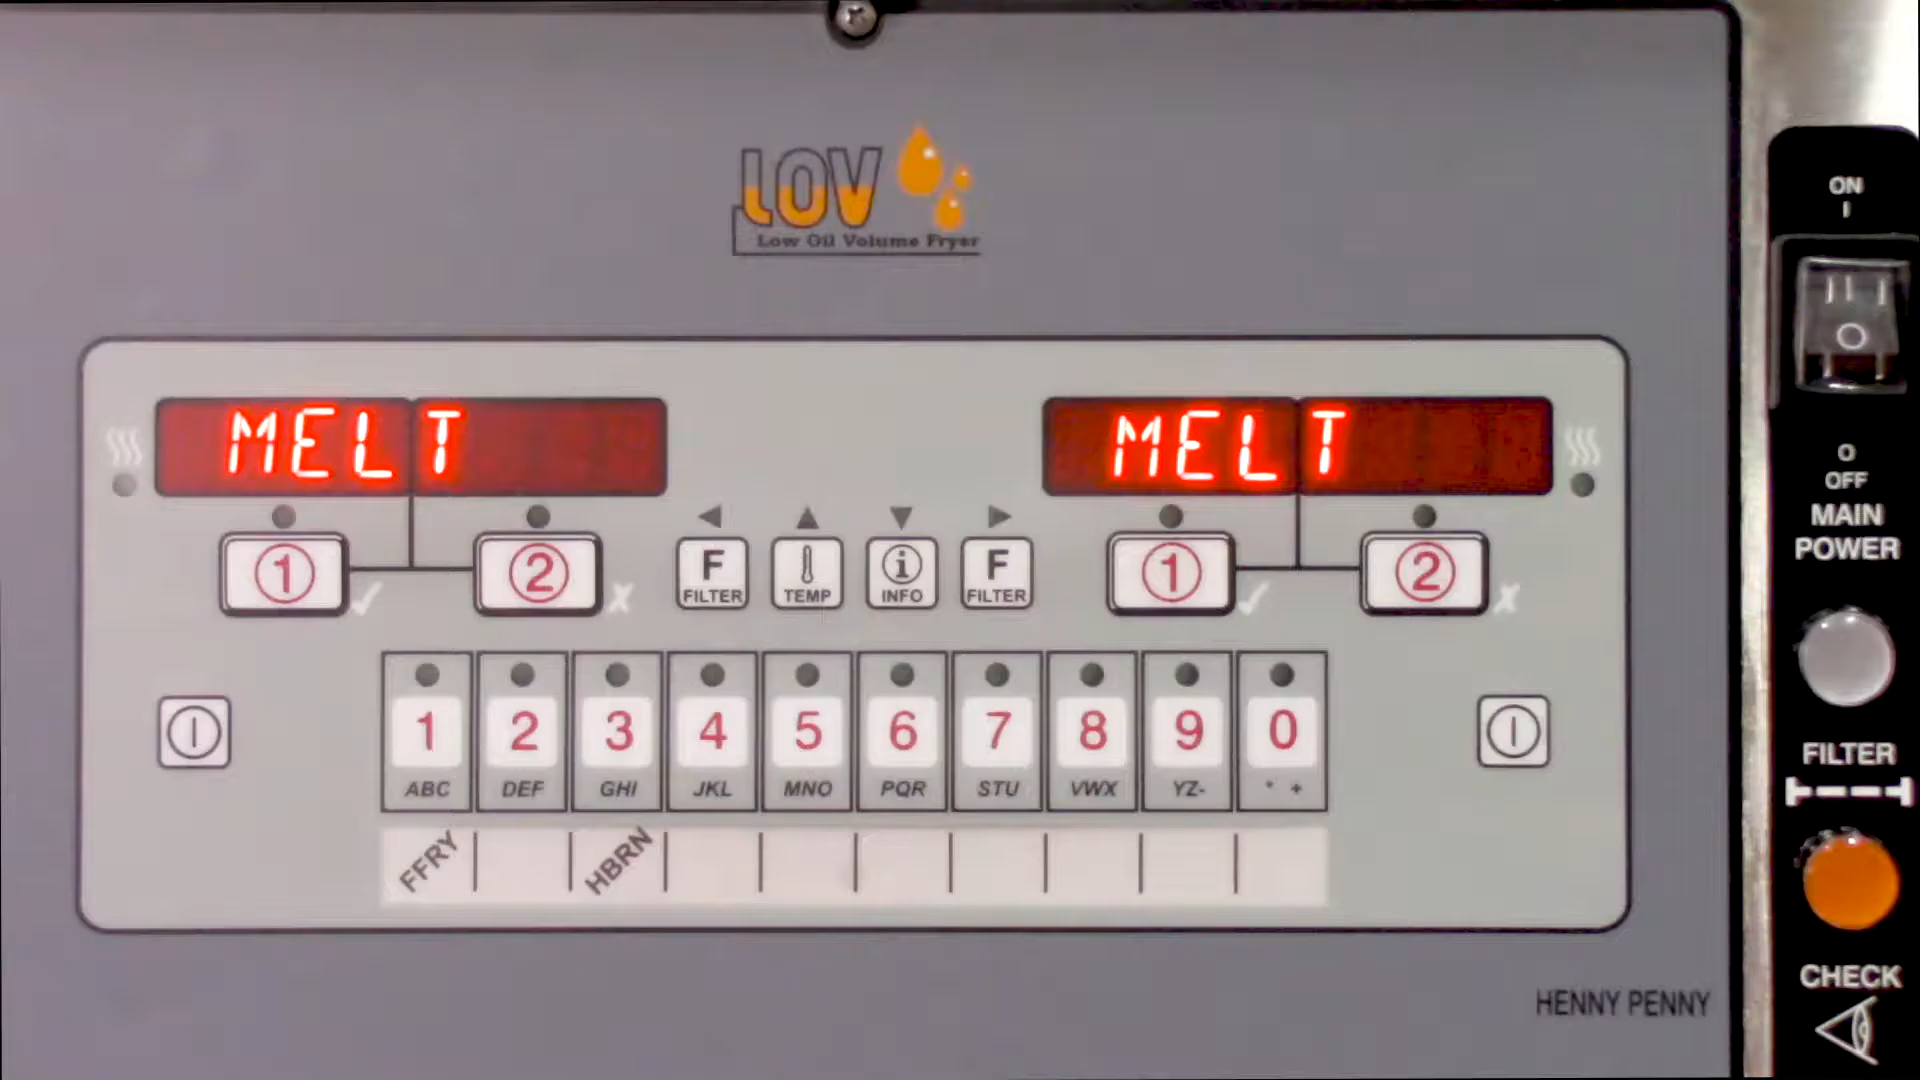 LOV
Low Oil Volume Fryer
MELT MELT
① ② ① ②
F FILTER TEMP i INFO F FILTER
1 2 3 4 5 6 7 8 9 0
ABC DEF GHI JKL MNO PQR STU VWX YZ- * +
FFRY HBRN
HENNY PENNY
ON
I
O
OFF
MAIN
POWER
FILTER
CHECK